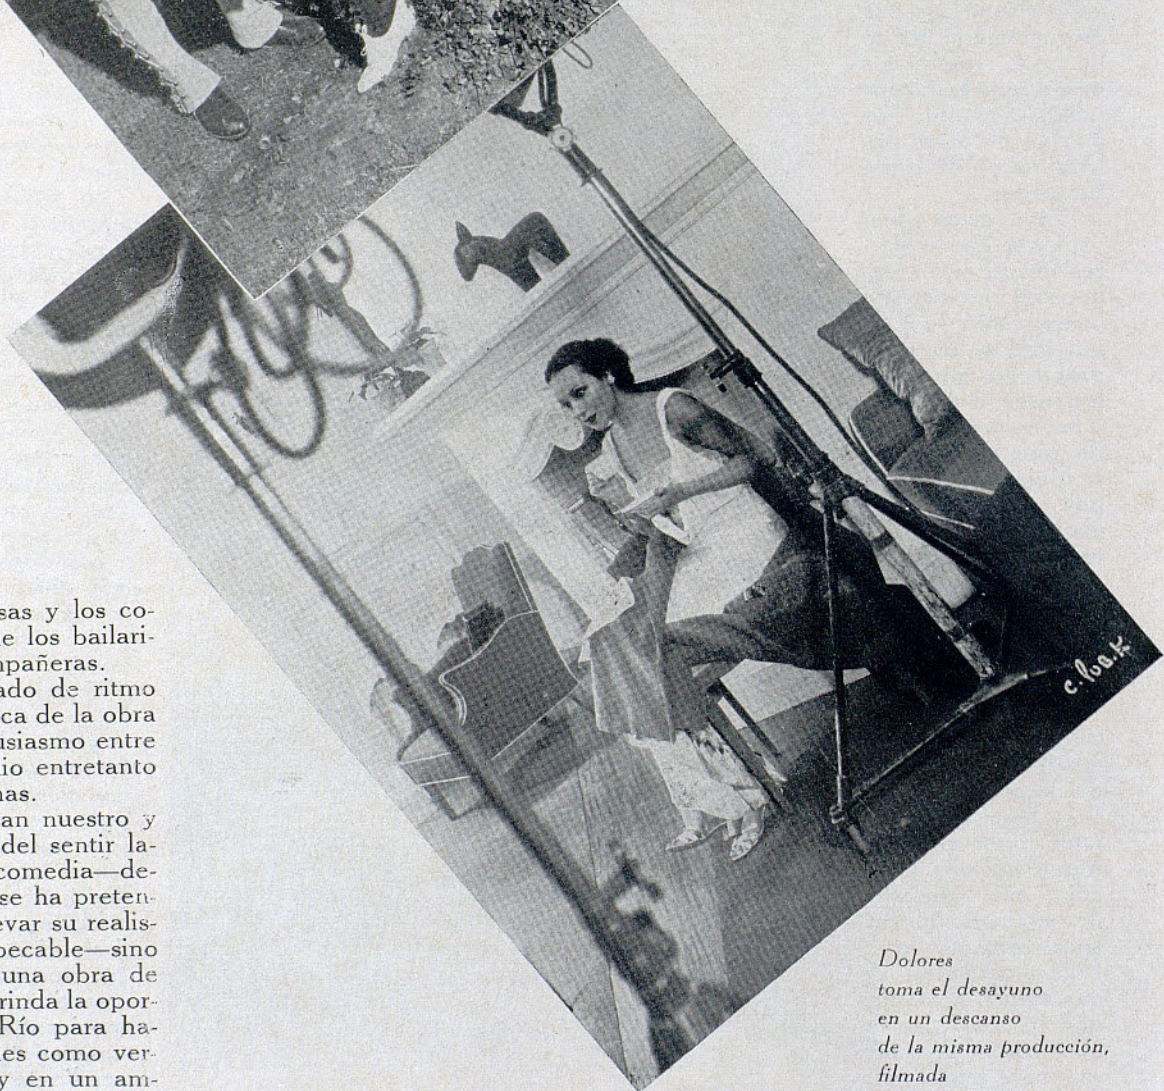 sas y los co-
e los bailari-
pañeras.
ado de ritmo
ca de la obra
usiasmo entre
io entretanto
nas.
an nuestro y
del sentir la-
comedia—de-
se ha preten-
evar su realis-
pecable—sino
una obra de
rinda la opor-
Río para ha-
es como ver-
y en un am-
Dolores
toma el desayuno
en un descanso
de la misma producción,
filmada